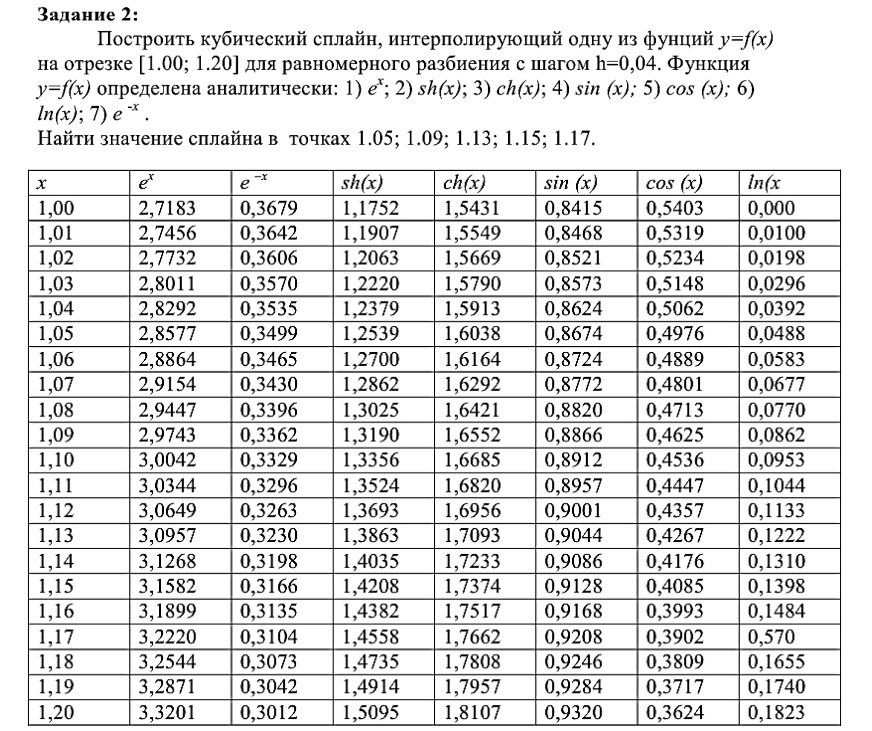 Задание 2:
Построить кубический сплайн, интерполирующий одну из фунций y=f(x)
на отрезке [1.00; 1.20] для равномерного разбиения с шагом h=0,04. Функция
y=f(x) определена аналитически: 1) eˣ; 2) sh(x); 3) ch(x); 4) sin (x); 5) cos (x); 6)
ln(x); 7) e ⁻ˣ .
Найти значение сплайна в точках 1.05; 1.09; 1.13; 1.15; 1.17.
x eˣ e ⁻ˣ sh(x) ch(x) sin (x) cos (x) ln(x
1,00 2,7183 0,3679 1,1752 1,5431 0,8415 0,5403 0,000
1,01 2,7456 0,3642 1,1907 1,5549 0,8468 0,5319 0,0100
1,02 2,7732 0,3606 1,2063 1,5669 0,8521 0,5234 0,0198
1,03 2,8011 0,3570 1,2220 1,5790 0,8573 0,5148 0,0296
1,04 2,8292 0,3535 1,2379 1,5913 0,8624 0,5062 0,0392
1,05 2,8577 0,3499 1,2539 1,6038 0,8674 0,4976 0,0488
1,06 2,8864 0,3465 1,2700 1,6164 0,8724 0,4889 0,0583
1,07 2,9154 0,3430 1,2862 1,6292 0,8772 0,4801 0,0677
1,08 2,9447 0,3396 1,3025 1,6421 0,8820 0,4713 0,0770
1,09 2,9743 0,3362 1,3190 1,6552 0,8866 0,4625 0,0862
1,10 3,0042 0,3329 1,3356 1,6685 0,8912 0,4536 0,0953
1,11 3,0344 0,3296 1,3524 1,6820 0,8957 0,4447 0,1044
1,12 3,0649 0,3263 1,3693 1,6956 0,9001 0,4357 0,1133
1,13 3,0957 0,3230 1,3863 1,7093 0,9044 0,4267 0,1222
1,14 3,1268 0,3198 1,4035 1,7233 0,9086 0,4176 0,1310
1,15 3,1582 0,3166 1,4208 1,7374 0,9128 0,4085 0,1398
1,16 3,1899 0,3135 1,4382 1,7517 0,9168 0,3993 0,1484
1,17 3,2220 0,3104 1,4558 1,7662 0,9208 0,3902 0,570
1,18 3,2544 0,3073 1,4735 1,7808 0,9246 0,3809 0,1655
1,19 3,2871 0,3042 1,4914 1,7957 0,9284 0,3717 0,1740
1,20 3,3201 0,3012 1,5095 1,8107 0,9320 0,3624 0,1823